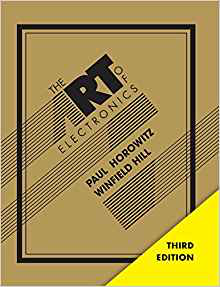 THE
ART OF
ELECTRONICS
PAUL HOROWITZ
WINFIELD HILL
THIRD
EDITION